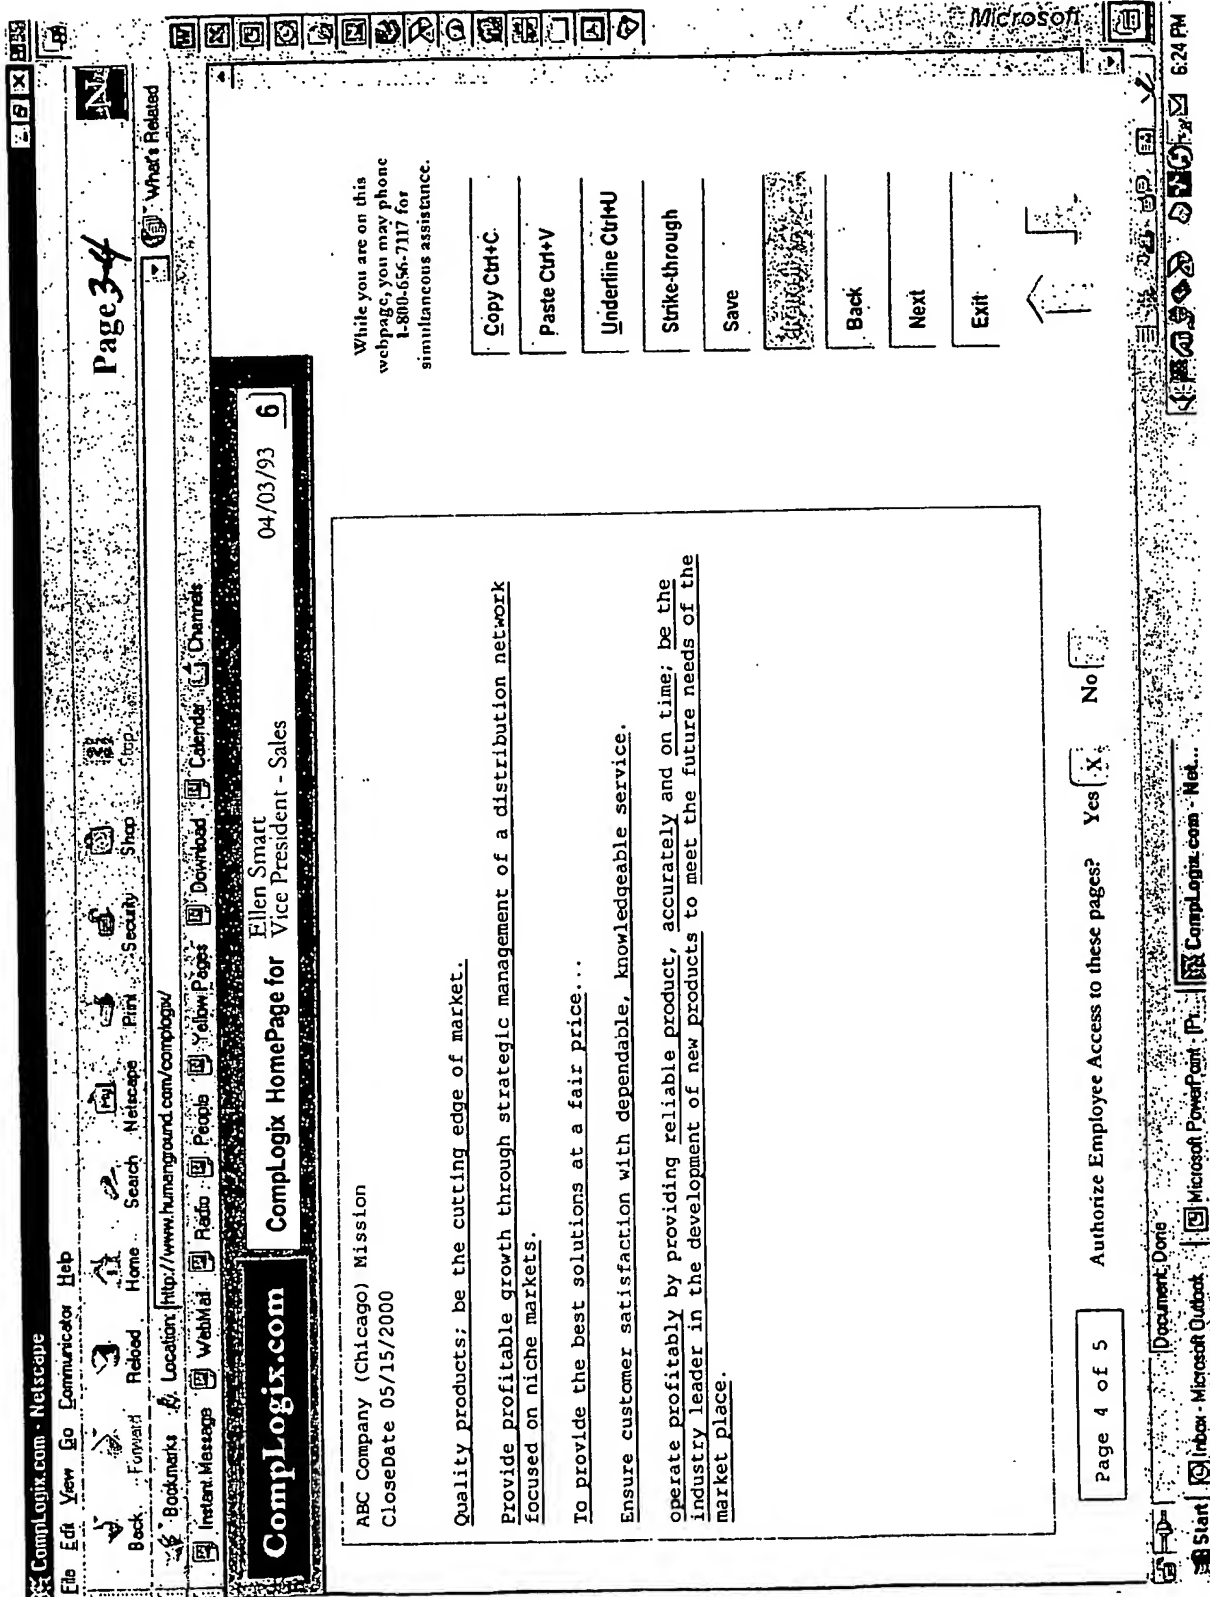 CompLogix.com - Netscape
File Edit View Go Communicator Help
Back Forward Reload Home Search Netscape Print Security Shop Stop
Page 34
Bookmarks Location: http://www.humanground.com/complogix/ What's Related
Instant Message WebMail Radio People Yellow Pages Download Calendar Channels
CompLogix.com
CompLogix HomePage for
Ellen Smart
Vice President - Sales
04/03/93 6
While you are on this
webpage, you may phone
1-800-656-7117 for
simultaneous assistance.
ABC Company (Chicago) Mission
CloseDate 05/15/2000
Quality products; be the cutting edge of market.
Provide profitable growth through strategic management of a distribution network
focused on niche markets.
To provide the best solutions at a fair price...
Ensure customer satisfaction with dependable, knowledgeable service.
operate profitably by providing reliable product, accurately and on time; be the
industry leader in the development of new products to meet the future needs of the
market place.
Copy Ctrl+C
Paste Ctrl+V
Underline Ctrl+U
Strike-through
Save
Back
Next
Exit
Page 4 of 5
Authorize Employee Access to these pages? Yes X No
Microsoft
Document: Done
Start Inbox - Microsoft Outlook Microsoft PowerPoint - [Pr... CompLogix.com - Net... 6:24 PM